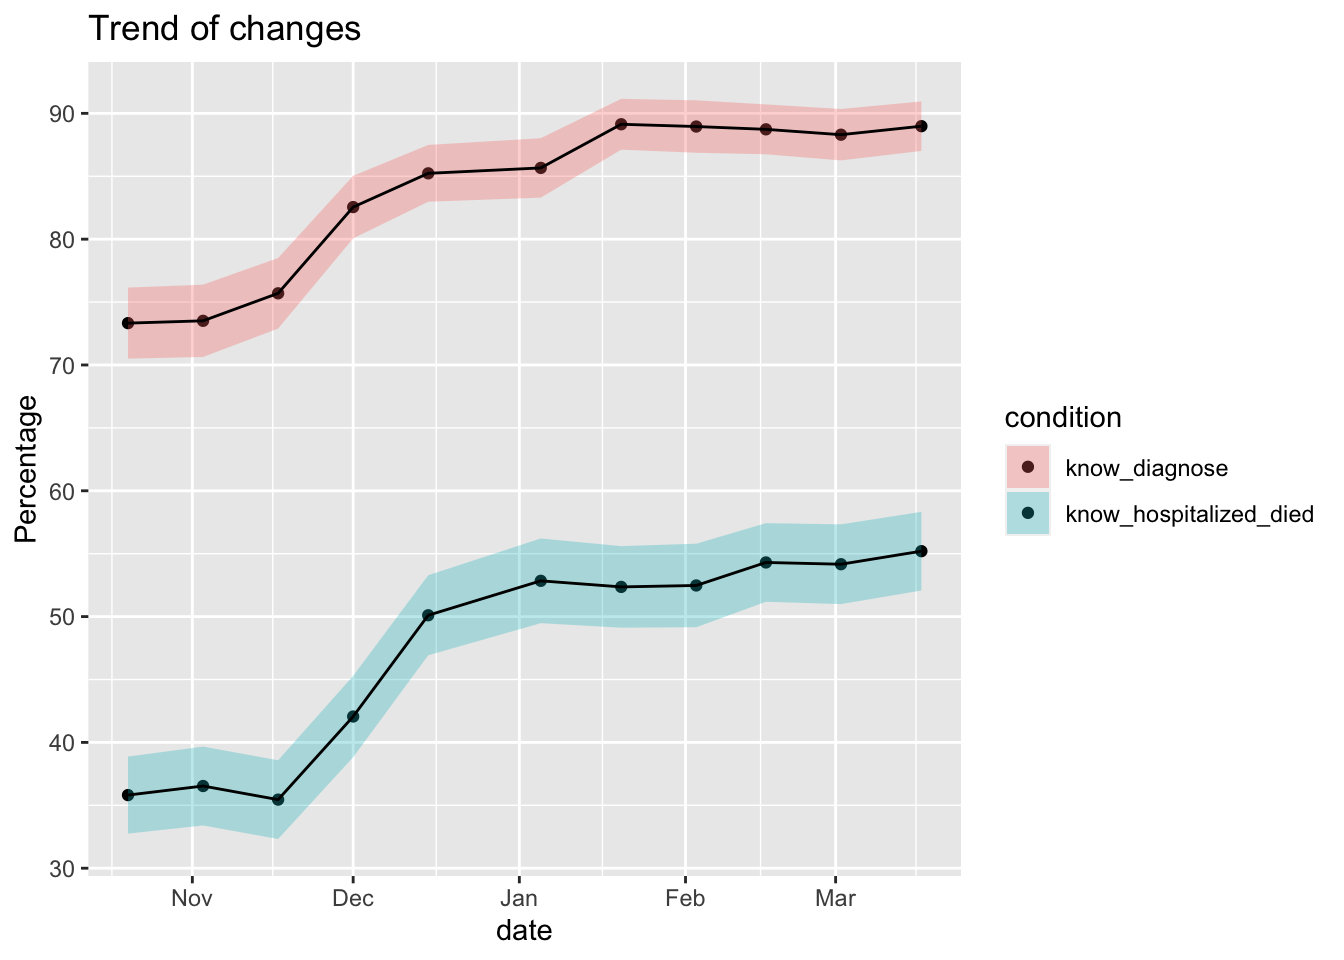 Trend of changes
Percentage
90
80
70
60
50
40
30
Nov Dec Jan Feb Mar
date
condition
know_diagnose
know_hospitalized_died